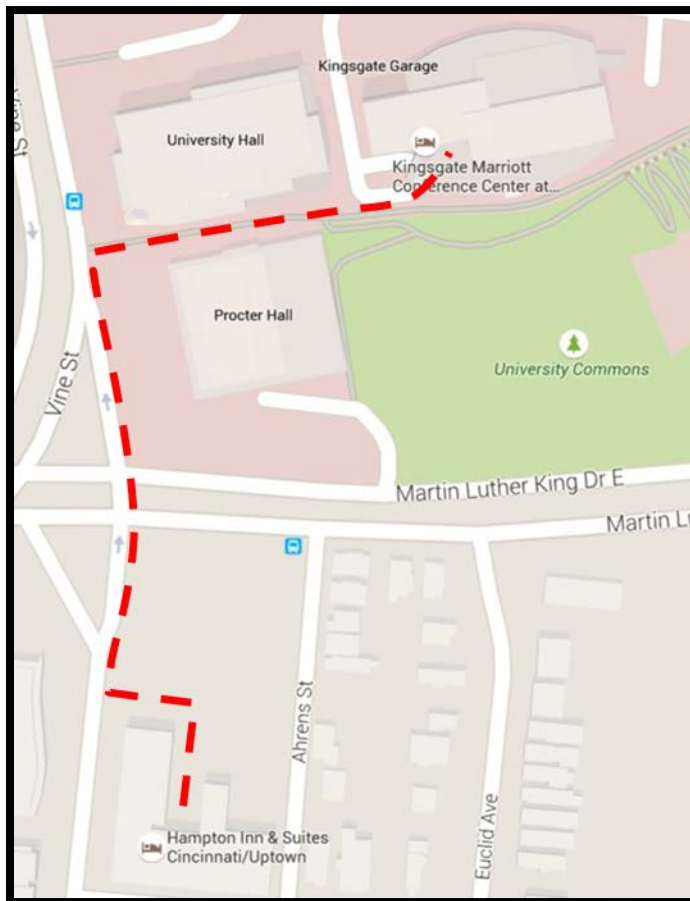 Kingsgate Garage
University Hall
Vine St
Kingsgate Marriott
Conference Center at...
Procter Hall
University Commons
Vine St
Martin Luther King Dr E
Martin Lu
Ahrens St
Euclid Ave
Hampton Inn & Suites
Cincinnati/Uptown